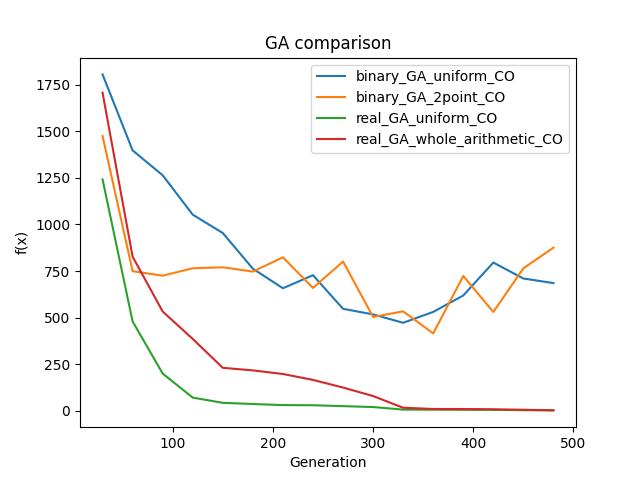 GA comparison
binary_GA_uniform_CO
binary_GA_2point_CO
real_GA_uniform_CO
real_GA_whole_arithmetic_CO
f(x)
1750
1500
1250
1000
750
500
250
0
100 200 300 400 500
Generation